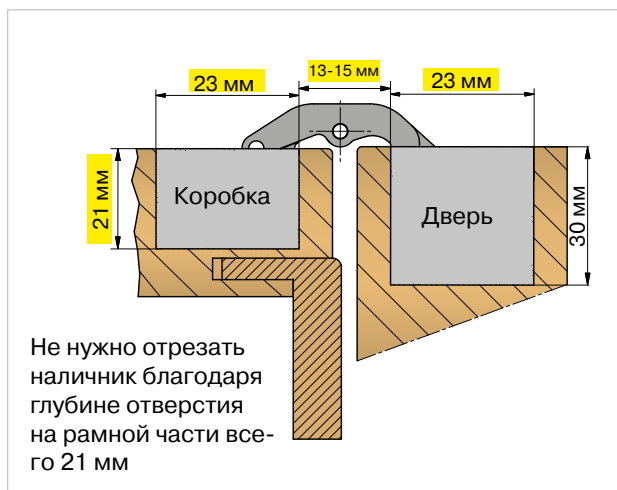 13-15 мм
23 мм
23 мм
21 мм
Коробка
Дверь
30 мм
Не нужно отрезать
наличник благодаря
глубине отверстия
на рамной части все-
го 21 мм